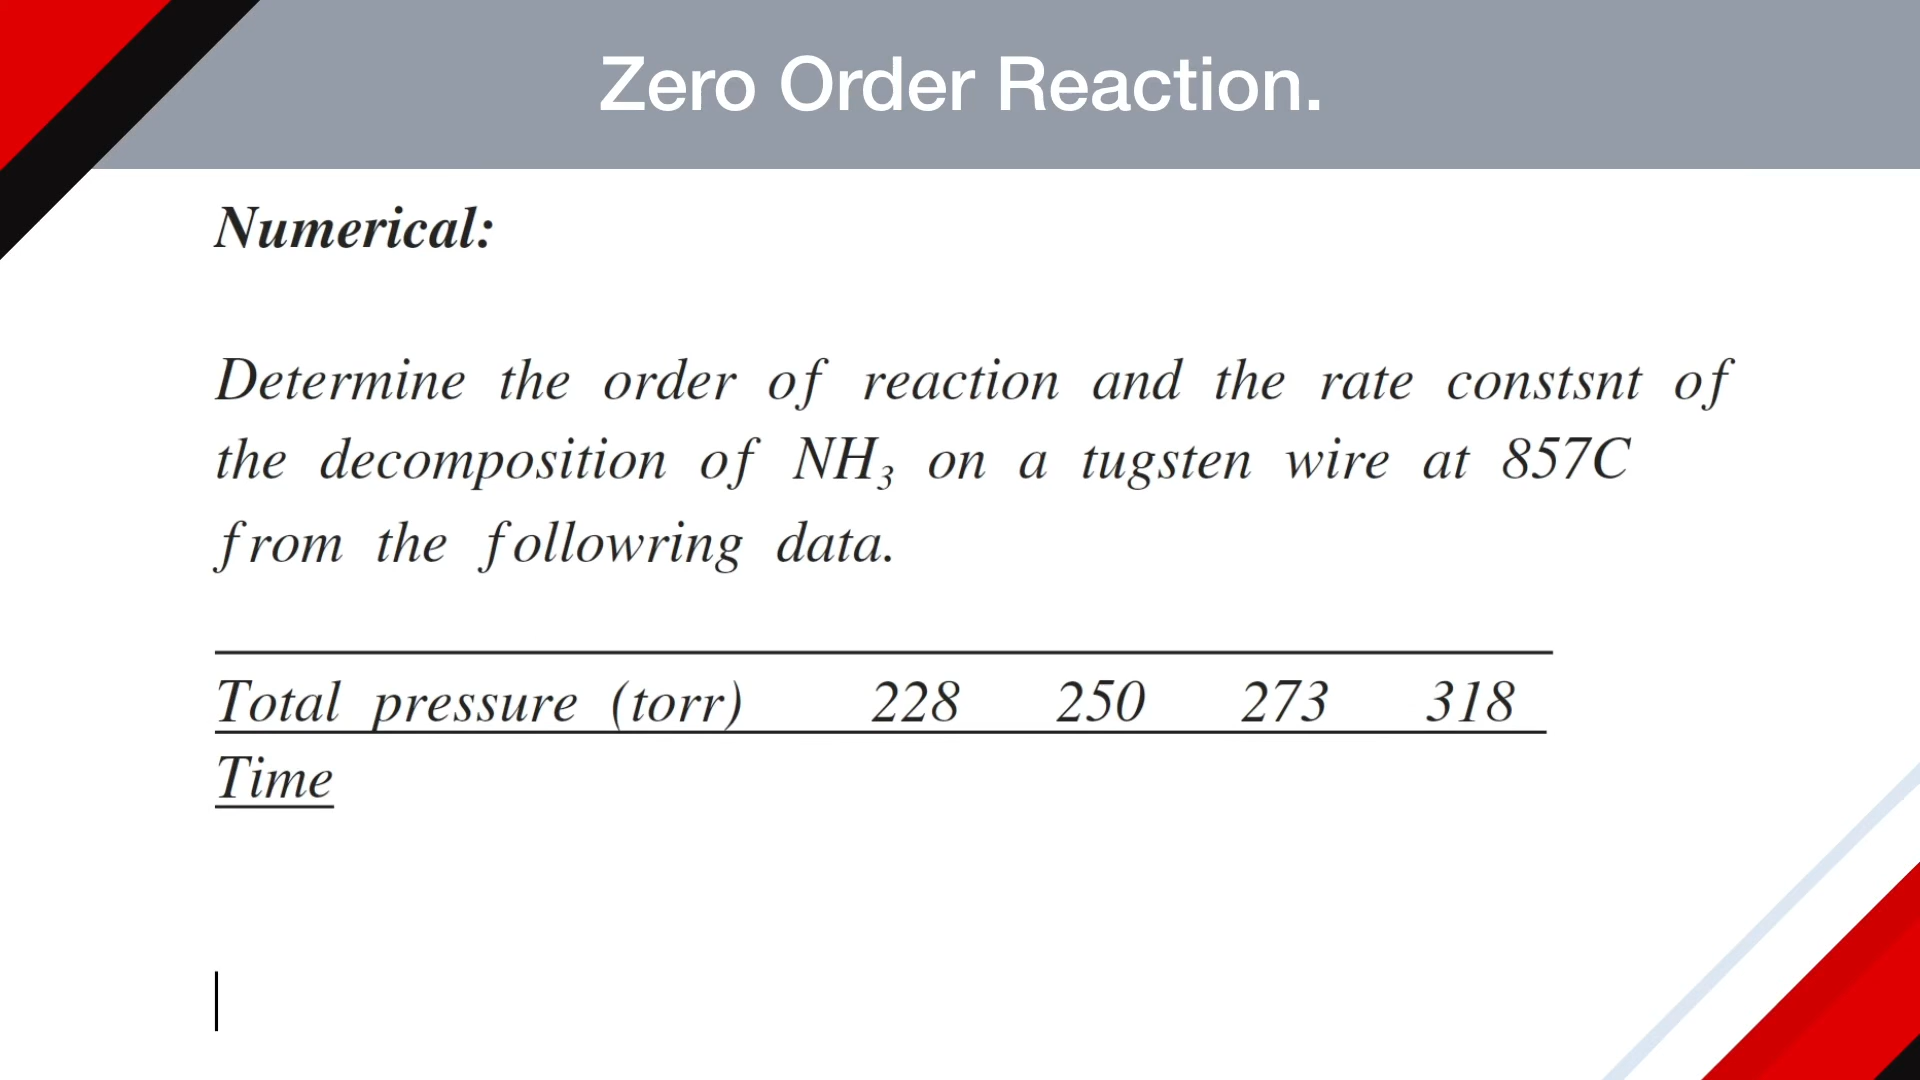 Zero Order Reaction.
Numerical:
Determine the order of reaction and the rate constsnt of
the decomposition of NH₃ on a tugsten wire at 857C
from the followring data.
Total pressure (torr) 228 250 273 318
Time